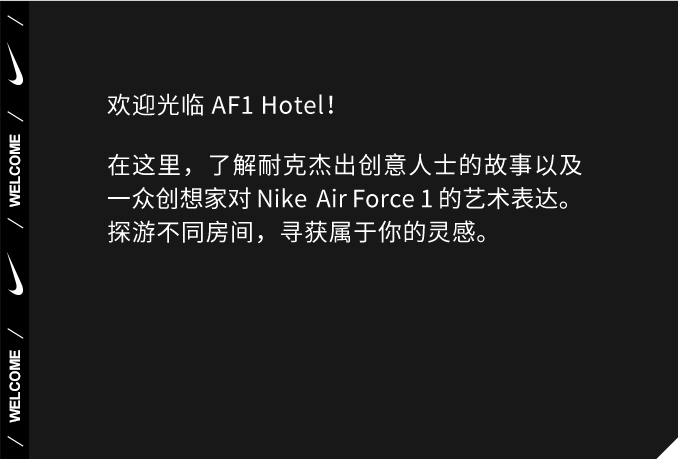 欢迎光临 AF1 Hotel！
在这里，了解耐克杰出创意人士的故事以及
一众创想家对 Nike Air Force 1 的艺术表达。
探游不同房间，寻获属于你的灵感。
/
/
WELCOME
/
/
WELCOME
/